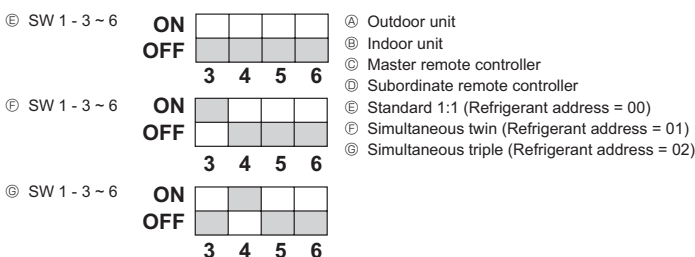 Ⓔ SW 1 - 3 ~ 6
ON
OFF
3 4 5 6
Ⓕ SW 1 - 3 ~ 6
ON
OFF
3 4 5 6
Ⓖ SW 1 - 3 ~ 6
ON
OFF
3 4 5 6
Ⓐ Outdoor unit
Ⓑ Indoor unit
Ⓒ Master remote controller
Ⓓ Subordinate remote controller
Ⓔ Standard 1:1 (Refrigerant address = 00)
Ⓕ Simultaneous twin (Refrigerant address = 01)
Ⓖ Simultaneous triple (Refrigerant address = 02)